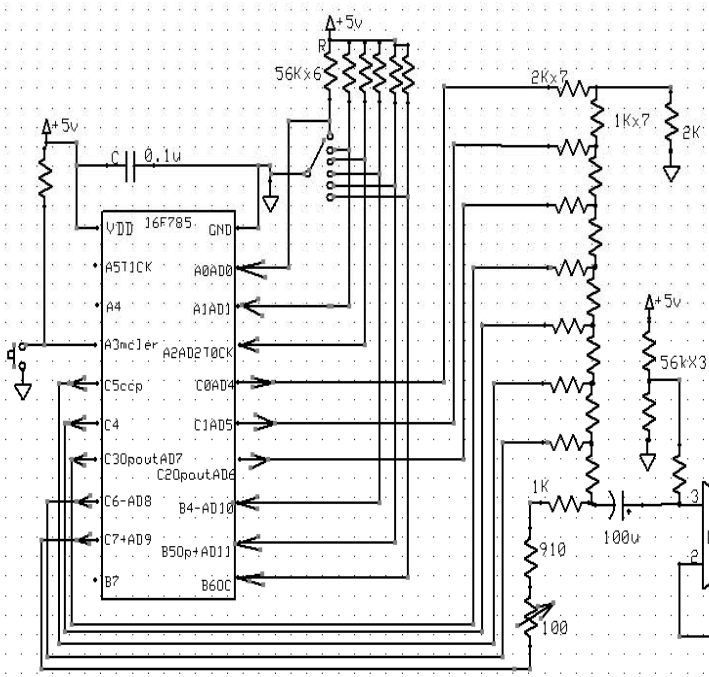 +5v
R
56Kx6
2Kx7
1Kx7
2K
+5v
C 0.1u
16F785
VDD
GND
A5T1CK
A0AD0
A4
A1AD1
A3mcler
A2AD2T0CK
C5ccp
C0AD4
C4
C1AD5
C3OpoutAD7
C2OpoutAD6
C6-AD8
B4-AD10
C7+AD9
B5Op+AD11
B7
B6OC
+5v
56kX3
1K
910
100
100u
3
2